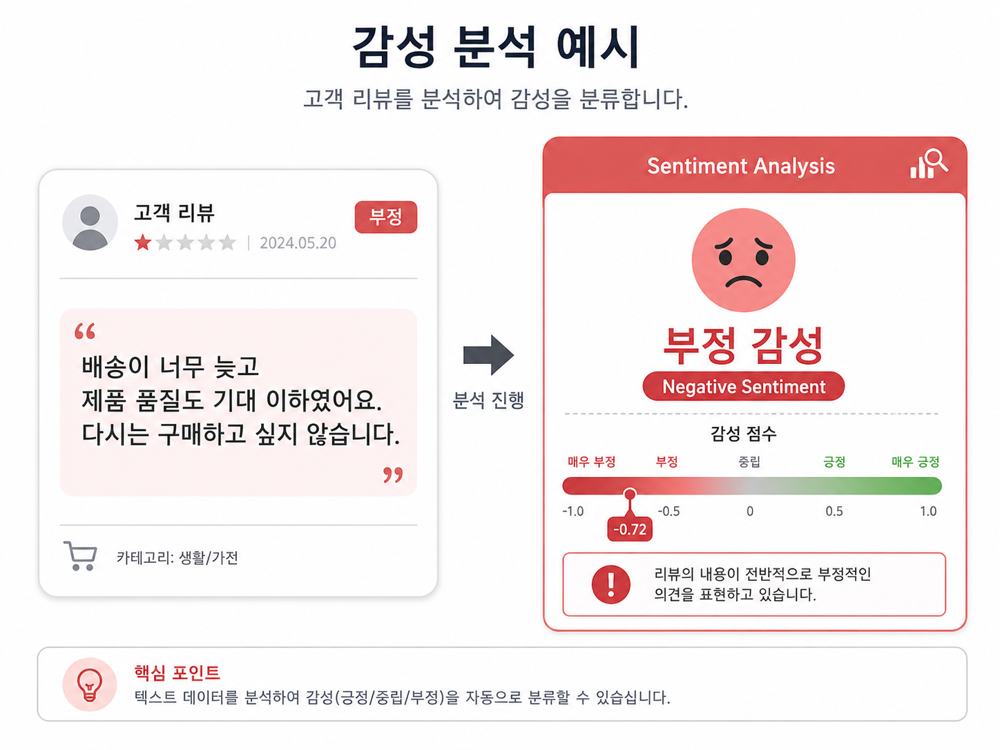 감성 분석 예시
고객 리뷰를 분석하여 감성을 분류합니다.
고객 리뷰
부정
2024.05.20
“
배송이 너무 늦고
제품 품질도 기대 이하였어요.
다시는 구매하고 싶지 않습니다.
”
카테고리: 생활/가전
분석 진행
Sentiment Analysis
부정 감성
Negative Sentiment
감성 점수
매우 부정 부정 중립 긍정 매우 긍정
-1.0 -0.5 0 0.5 1.0
-0.72
리뷰의 내용이 전반적으로 부정적인
의견을 표현하고 있습니다.
핵심 포인트
텍스트 데이터를 분석하여 감성(긍정/중립/부정)을 자동으로 분류할 수 있습십니다.